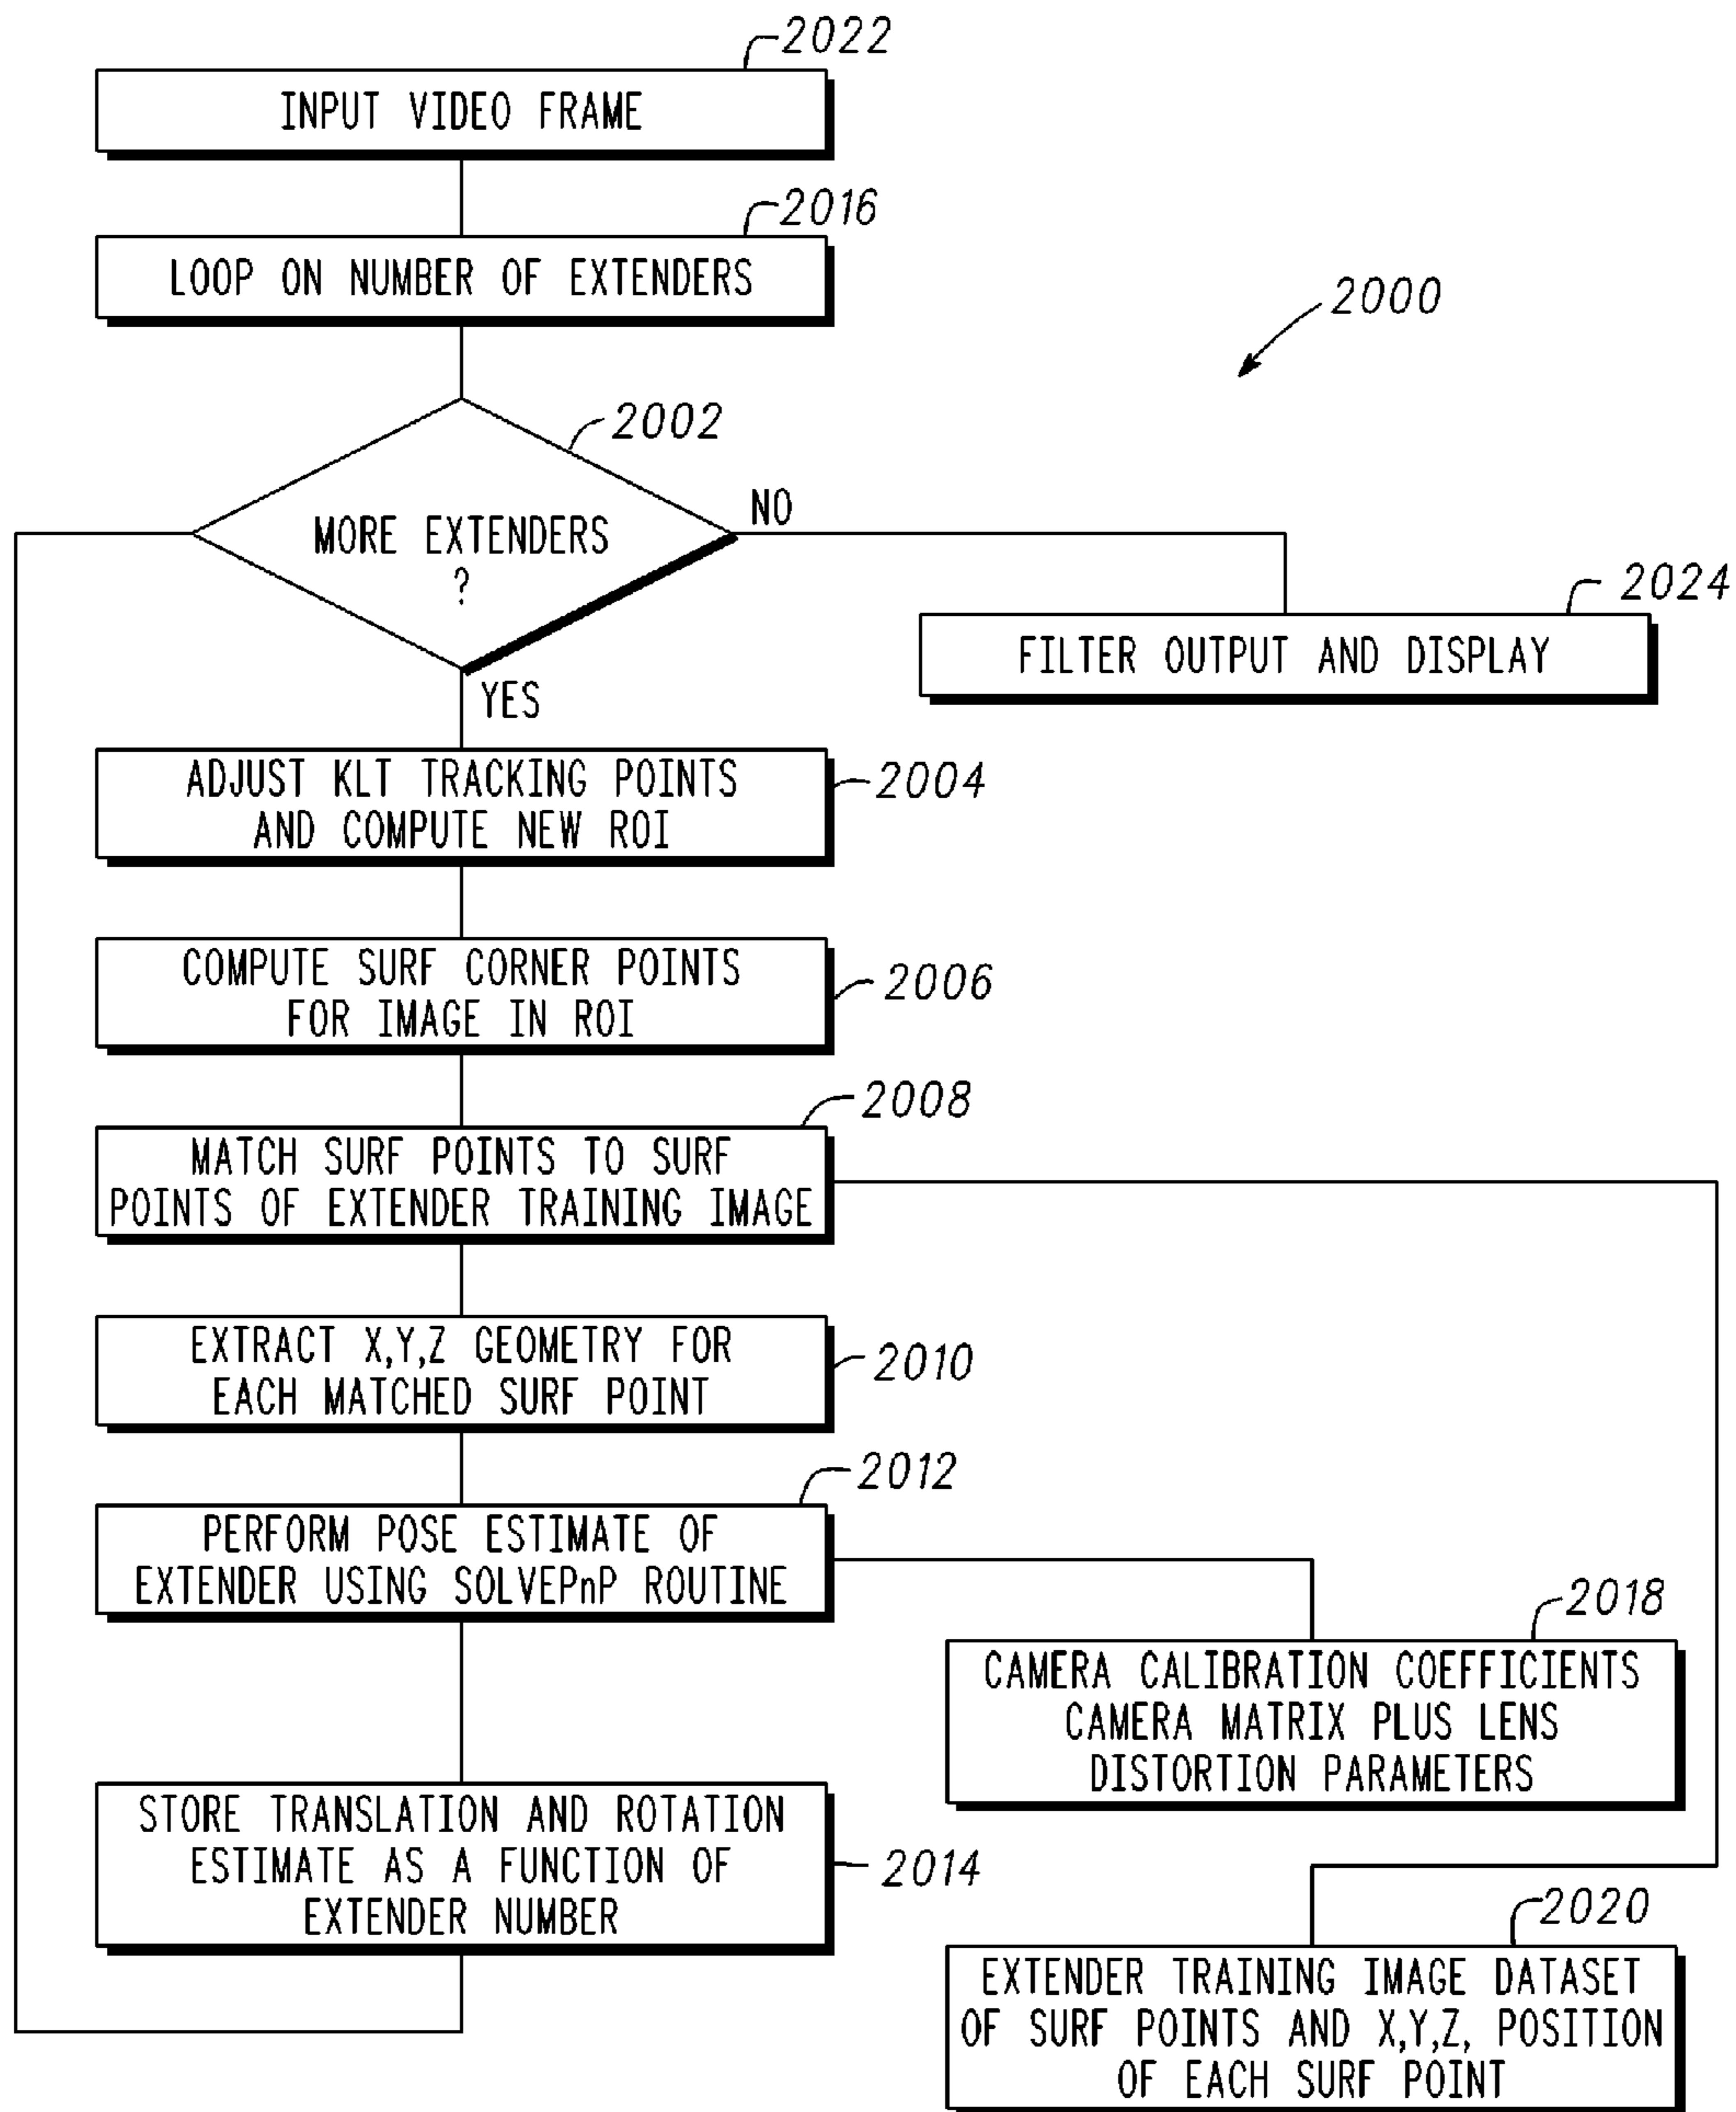 2022
INPUT VIDEO FRAME
2016
LOOP ON NUMBER OF EXTENDERS
2000
2002
MORE EXTENDERS
?
NO
YES
2024
FILTER OUTPUT AND DISPLAY
ADJUST KLT TRACKING POINTS
AND COMPUTE NEW ROI
2004
COMPUTE SURF CORNER POINTS
FOR IMAGE IN ROI
2006
2008
MATCH SURF POINTS TO SURF
POINTS OF EXTENDER TRAINING IMAGE
EXTRACT X,Y,Z GEOMETRY FOR
EACH MATCHED SURF POINT
2010
2012
PERFORM POSE ESTIMATE OF
EXTENDER USING SOLVEPnP ROUTINE
2018
CAMERA CALIBRATION COEFFICIENTS
CAMERA MATRIX PLUS LENS
DISTORTION PARAMETERS
STORE TRANSLATION AND ROTATION
ESTIMATE AS A FUNCTION OF
EXTENDER NUMBER
2014
2020
EXTENDER TRAINING IMAGE DATASET
OF SURF POINTS AND X,Y,Z, POSITION
OF EACH SURF POINT